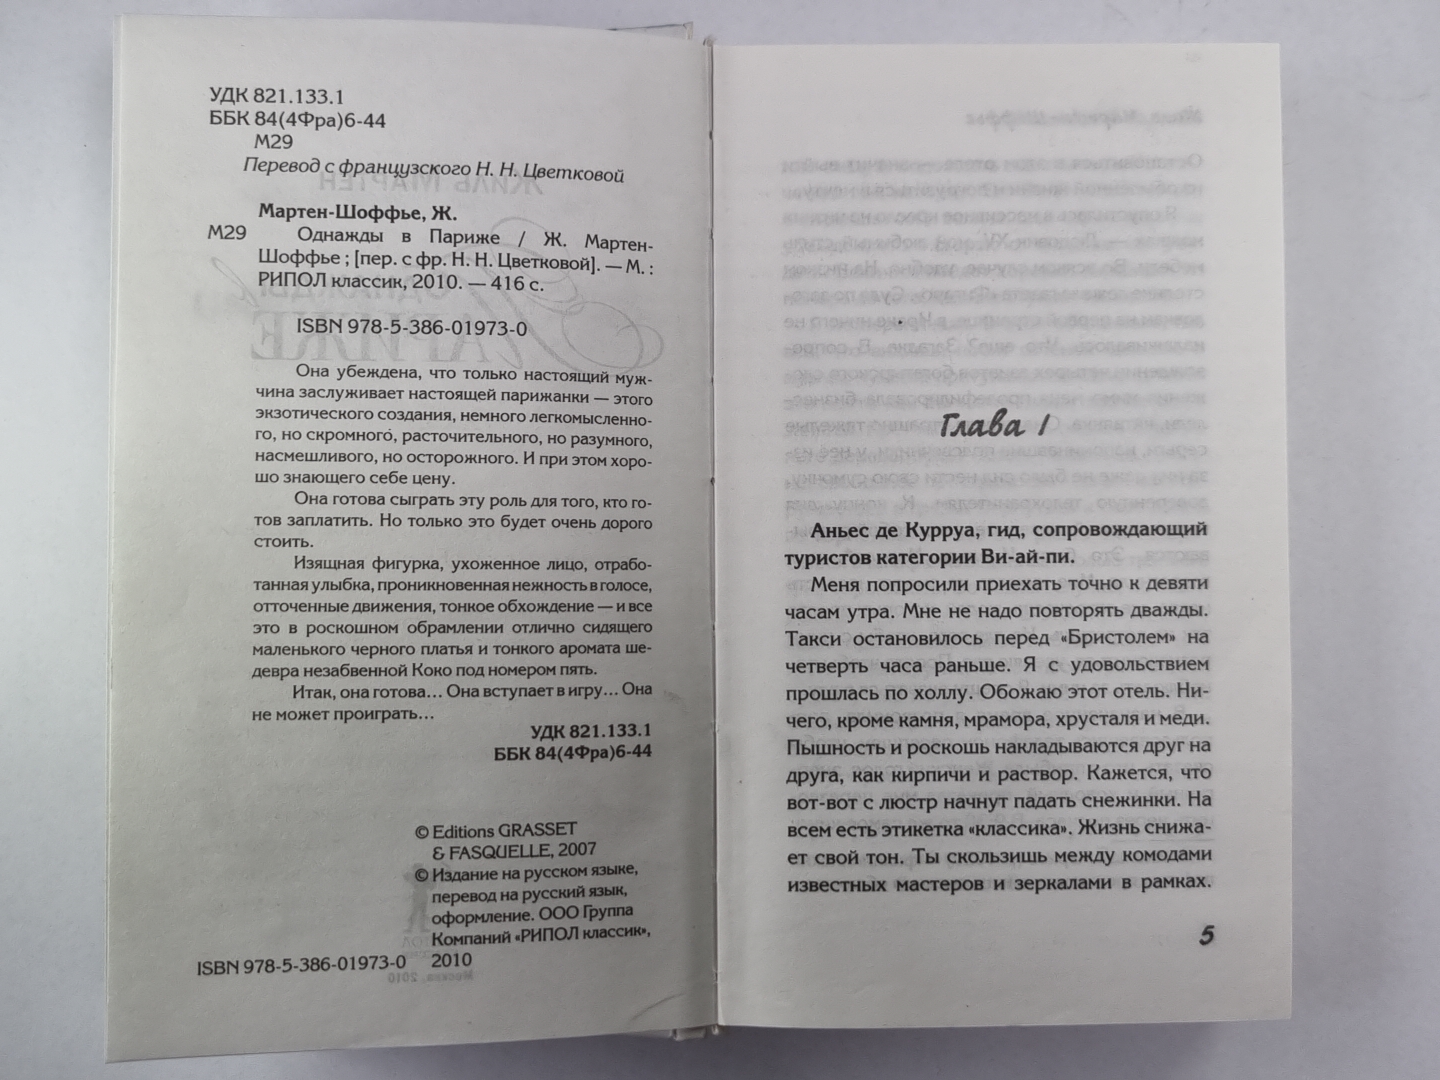 УДК 821.133.1
ББК 84(4Фра)6-44
М29
Перевод с французского Н. Н. Цветковой
Мартен-Шоффье, Ж.
М29 Однажды в Париже / Ж. Мартен-
Шоффье ; [пер. с фр. Н. Н. Цветковой]. — М. :
РИПОЛ классик, 2010. — 416 с.
ISBN 978-5-386-01973-0
Она убеждена, что только настоящий муж-
чина заслуживает настоящей парижанки — этого
экзотического создания, немного легкомысленно-
го, но скромного, расточительного, но разумного,
насмешливого, но осторожного. И при этом хоро-
шо знающего себе цену.
Она готова сыграть эту роль для того, кто го-
тов заплатить. Но только это будет очень дорого
стоить.
Изящная фигурка, ухоженное лицо, отрабо-
танная улыбка, проникновенная нежность в голосе,
отточенные движения, тонкое обхождение — и все
это в роскошном обрамлении отлично сидящего
маленького черного платья и тонкого аромата ше-
девра незабвенной Коко под номером пять.
Итак, она готова... Она вступает в игру... Она
не может проиграть...
УДК 821.133.1
ББК 84(4Фра)6-44
© Editions GRASSET
& FASQUELLE, 2007
© Издание на русском языке,
перевод на русский язык,
оформление. ООО Группа
Компаний «РИПОЛ классик»,
ISBN 978-5-386-01973-0 2010
Глава 1
Аньес де Курруа, гид, сопровождающий
туристов категории Ви-ай-пи.
Меня попросили приехать точно к девяти
часам утра. Мне не надо повторять дважды.
Такси остановилось перед «Бристолем» на
четверть часа раньше. Я с удовольствием
прошлась по холлу. Обожаю этот отель. Ни-
чего, кроме камня, мрамора, хрусталя и меди.
Пышность и роскошь накладываются друг на
друга, как кирпичи и раствор. Кажется, что
вот-вот с люстр начнут падать снежинки. На
всем есть этикетка «классика». Жизнь снижа-
ет свой тон. Ты скользишь между комодами
известных мастеров и зеркалами в рамках.
5